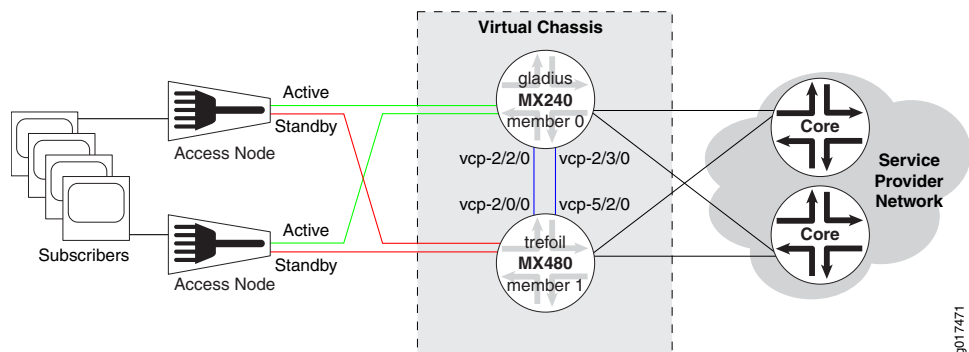 Virtual Chassis
gladius
MX240
member 0
Active
Standby
Access Node
Core
vcp-2/2/0
vcp-2/3/0
Service
Provider
Network
vcp-2/0/0
vcp-5/2/0
Active
Standby
Access Node
Subscribers
trefoil
MX480
member 1
Core
g017471